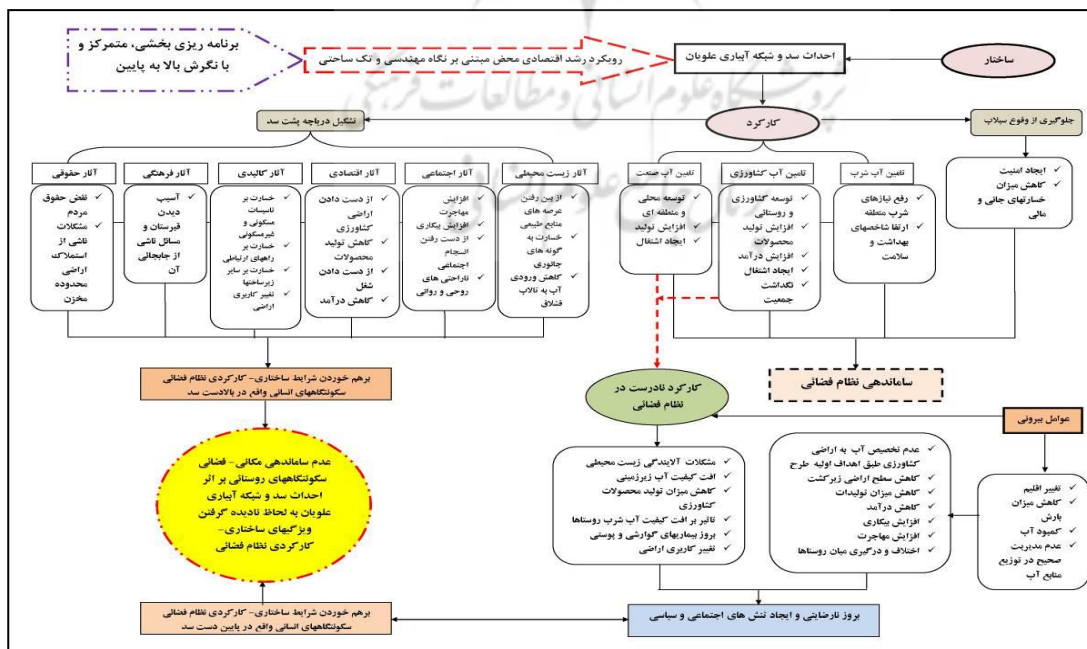 برنامه ریزی بخشی، متمرکز و
با نگرش بالا به پایین
رویکرد رشد اقتصادی محض مبتنی بر نگاه مهندسی و تک ساختی
احداث سد و شبکه آبیاری علویان
ساختار
پژوهشگاه علوم انسانی و مطالعات فرهنگی
پرتال جامع علوم انسانی
تشکیل دریاچه پشت سد
کارکرد
جلوگیری از وقوع سیلاب
آثار حقوقی
✓ نقض حقوق
مردم
✓ مشکلات
ناشی از
استملاک
اراضی
محدوده
مخزن
آثار فرهنگی
✓ آسیب
دیدن
قبرستان و
مسائل ناشی
از جابجائی
آن
آثار کالبدی
✓ خسارت بر
تاسیسات
مسکونی و
غیرمسکونی
✓ خسارت بر
راههای ارتباطی
✓ خسارت بر سایر
زیرساختها
✓ تغییر کاربری
اراضی
آثار اقتصادی
✓ از دست دادن
اراضی
کشاورزی
✓ کاهش تولید
محصولات
✓ از دست دادن
شغل
✓ کاهش درآمد
آثار اجتماعی
✓ افزایش
مهاجرت
✓ افزایش بیکاری
✓ از دست رفتن
انسجام
اجتماعی
✓ ناراحتی های
روحی و روانی
آثار زیست محیطی
✓ از بین رفتن
عرصه های
منابع طبیعی
✓ خسارت به
گونه های
جانوری
✓ کاهش ورودی
آب به تالاب
قشلاق
تامین آب صنعت
✓ توسعه محلی
و منطقه ای
✓ افزایش تولید
✓ ایجاد اشتغال
تامین آب کشاورزی
✓ توسعه کشاورزی
و روستائی
✓ افزایش تولید
محصولات
✓ افزایش درآمد
✓ ایجاد اشتغال
✓ نگداشت
جمعیت
تامین آب شرب
✓ رفع نیازهای
شرب منطقه
✓ ارتقا شاخصهای
بهداشت و
سلامت
✓ ایجاد امنیت
✓ کاهش میزان
خسارتهای جانی و
مالی
برهم خوردن شرایط ساختاری- کارکردی نظام فضائی
سکونتگاههای انسانی واقع در بالادست سد
کارکرد نادرست در
نظام فضائی
ساماندهی نظام فضائی
عوامل بیرونی
عدم ساماندهی مکانی- فضائی
سکونتگاههای روستائی بر اثر
احداث سد و شبکه آبیاری
علویان به لحاظ نادیده گرفتن
ویژگیهای ساختاری-
کارکردی نظام فضائی
✓ مشکلات آلایندگی زیست محیطی
✓ افت کیفیت آب زیرزمینی
✓ کاهش میزان تولید محصولات
کشاورزی
✓ تاثیر بر افت کیفیت آب شرب روستاها
✓ بروز بیماریهای گوارشی و پوستی
✓ تغییر کاربری اراضی
✓ عدم تخصیص آب به اراضی
کشاورزی طبق اهداف اولیه طرح
✓ کاهش سطح اراضی زیرکشت
✓ کاهش میزان تولیدات
✓ کاهش درآمد
✓ افزایش بیکاری
✓ افزایش مهاجرت
✓ اختلاف و درگیری میان روستاها
✓ تغییر اقلیم
✓ کاهش میزان
بارش
✓ کمبود آب
✓ عدم مدیریت
صحیح در توزیع
منابع آب
برهم خوردن شرایط ساختاری- کارکردی نظام فضائی
سکونتگاههای انسانی واقع در پایین دست سد
بروز نارضایتی و ایجاد تنش های اجتماعی و سیاسی